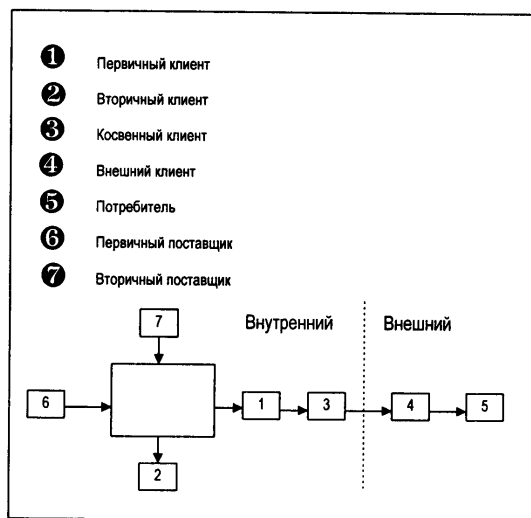 1 Первичный клиент
2 Вторичный клиент
3 Косвенный клиент
4 Внешний клиент
5 Потребитель
6 Первичный поставщик
7 Вторичный поставщик
7 Внутренний Внешний
6 1 3 4 5
2